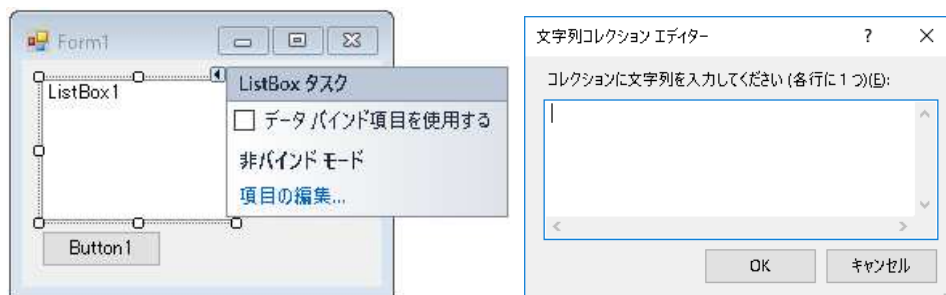 Form1
ListBox1
ListBox タスク
データ バインド項目を使用する
非バインド モード
項目の編集...
Button1
文字列コレクション エディター
?
コレクションに文字列を入力してください (各行に 1 つ)(E):
OK
キャンセル